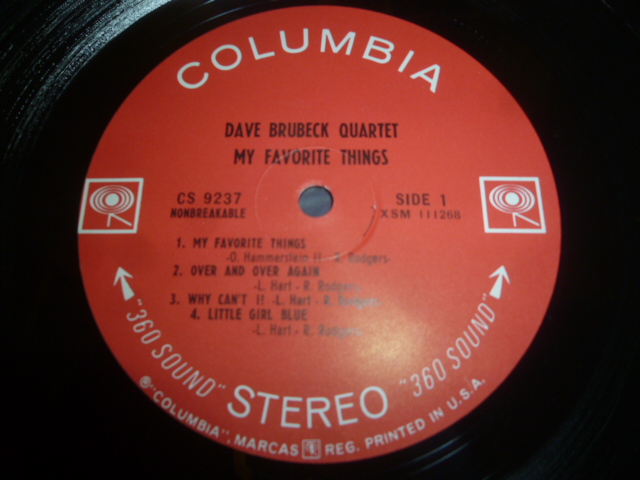 COLUMBIA
DAVE BRUBECK QUARTET
MY FAVORITE THINGS
CS 9237
NONBREAKABLE
SIDE 1
XSM 111268
1. MY FAVORITE THINGS
-O. Hammerstein II - R. Rodgers-
2. OVER AND OVER AGAIN
-L. Hart - R. Rodgers-
3. WHY CAN'T I! -L. Hart - R. Rodgers-
4. LITTLE GIRL BLUE
-L. Hart - R. Rodgers-
"360 SOUND" STEREO "360 SOUND"
® "COLUMBIA", MARCAS REG. PRINTED IN U.S.A.